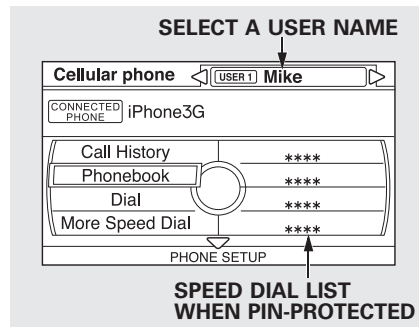 SELECT A USER NAME
Cellular phone USER 1 Mike
CONNECTED PHONE iPhone3G
Call History ****
Phonebook ****
Dial ****
More Speed Dial ****
PHONE SETUP
SPEED DIAL LIST
WHEN PIN-PROTECTED